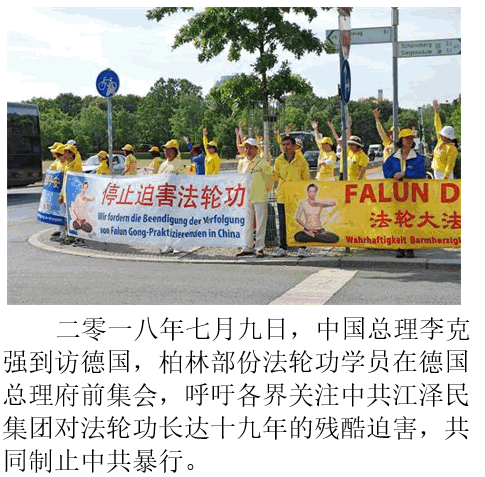 Schöneberg
Siegessäule
停止迫害法轮功
Wir fordern die Beendigung der Verfolgung
von Falun Gong-Praktizierenden in China
FALUN D
法轮大法
Wahrhaftigkeit Barmherzig
二零一八年七月九日，中国总理李克
强到访德国，柏林部份法轮功学员在德国
总理府前集会，呼吁各界关注中共江泽民
集团对法轮功长达十九年的残酷迫害，共
同制止中共暴行。